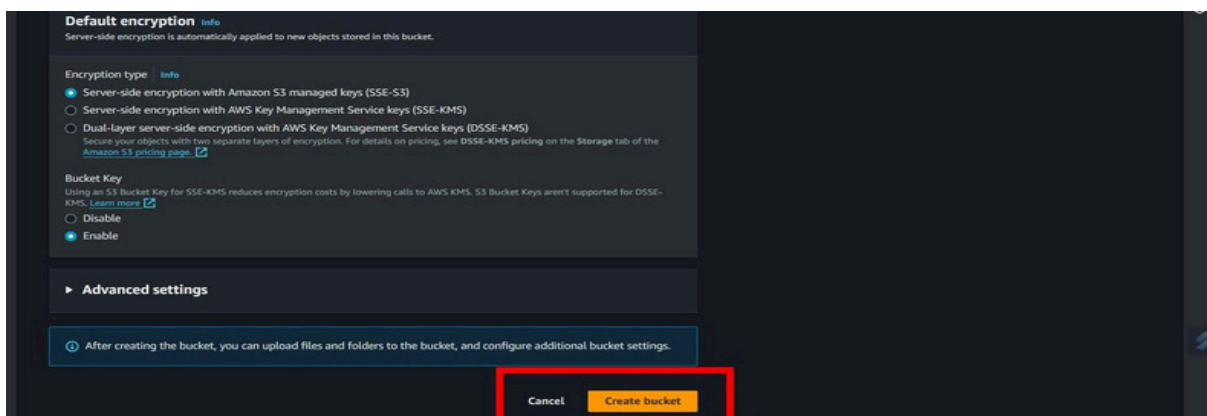 Default encryption Info
Server-side encryption is automatically applied to new objects stored in this bucket.
Encryption type Info
Server-side encryption with Amazon S3 managed keys (SSE-S3)
Server-side encryption with AWS Key Management Service keys (SSE-KMS)
Dual-layer server-side encryption with AWS Key Management Service keys (DSSE-KMS)
Secure your objects with two separate layers of encryption. For details on pricing, see DSSE-KMS pricing on the Storage tab of the
Amazon S3 pricing page.
Bucket Key
Using an S3 Bucket Key for SSE-KMS reduces encryption costs by lowering calls to AWS KMS. S3 Bucket Keys aren't supported for DSSE-
KMS. Learn more
Disable
Enable
Advanced settings
After creating the bucket, you can upload files and folders to the bucket, and configure additional bucket settings.
Cancel Create bucket